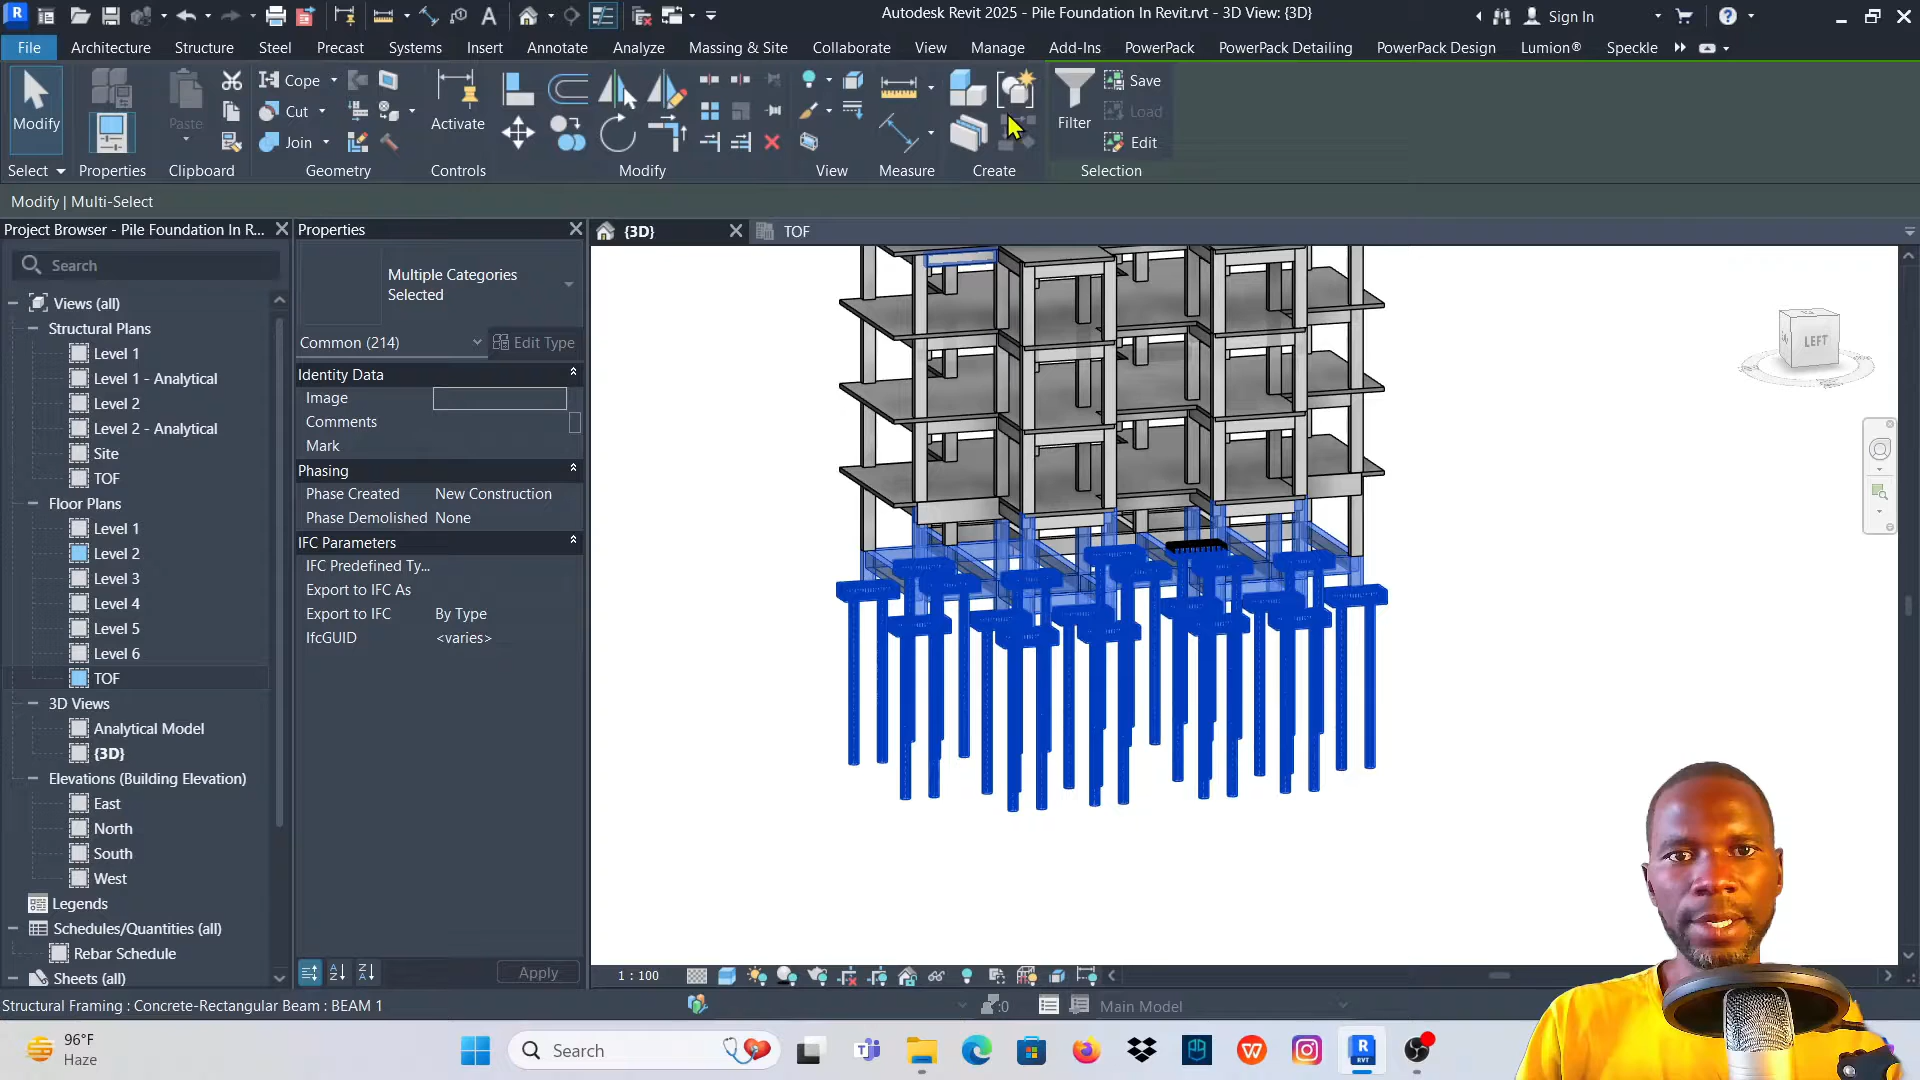 Autodesk Revit 2025 - Pile Foundation In Revit.rvt - 3D View: {3D}
Sign In
File
Architecture
Structure
Steel
Precast
Systems
Insert
Annotate
Analyze
Massing & Site
Collaborate
View
Manage
Add-Ins
PowerPack
PowerPack Detailing
PowerPack Design
Lumion®
Speckle
Modify
Paste
Cope
Cut
Join
Activate
Filter
Save
Load
Edit
Select
Properties
Clipboard
Geometry
Controls
Modify
View
Measure
Create
Selection
Modify | Multi-Select
Project Browser - Pile Foundation In R...
Search
Views (all)
Structural Plans
Level 1
Level 1 - Analytical
Level 2
Level 2 - Analytical
Site
TOF
Floor Plans
Level 1
Level 2
Level 3
Level 4
Level 5
Level 6
TOF
3D Views
Analytical Model
{3D}
Elevations (Building Elevation)
East
North
South
West
Legends
Schedules/Quantities (all)
Rebar Schedule
Sheets (all)
Properties
Multiple Categories
Selected
Common (214)
Edit Type
Identity Data
Image
Comments
Mark
Phasing
Phase Created New Construction
Phase Demolished None
IFC Parameters
IFC Predefined Ty...
Export to IFC As
Export to IFC By Type
IfcGUID <varies>
Apply
{3D}
TOF
LEFT
1 : 100
Structural Framing : Concrete-Rectangular Beam : BEAM 1
:0
Main Model
96°F
Haze
Search